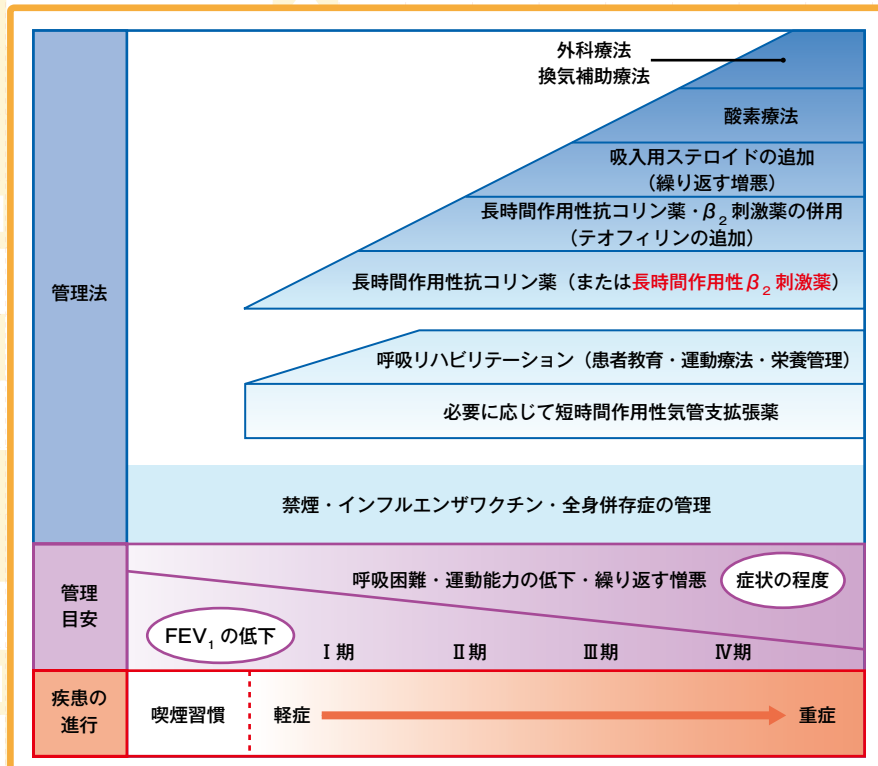 外科療法
換気補助療法
酸素療法
吸入用ステロイドの追加
(繰り返す増悪)
長時間作用性抗コリン薬・β₂刺激薬の併用
(テオフィリンの追加)
長時間作用性抗コリン薬(または長時間作用性β₂刺激薬)
管理法
呼吸リハビリテーション(患者教育・運動療法・栄養管理)
必要に応じて短時間作用性気管支拡張薬
禁煙・インフルエンザワクチン・全身併存症の管理
管理
目安
呼吸困難・運動能力の低下・繰り返す憎悪
症状の程度
FEV₁の低下
Ⅰ期
Ⅱ期
Ⅲ期
Ⅳ期
疾患の
進行
喫煙習慣
軽症
重症